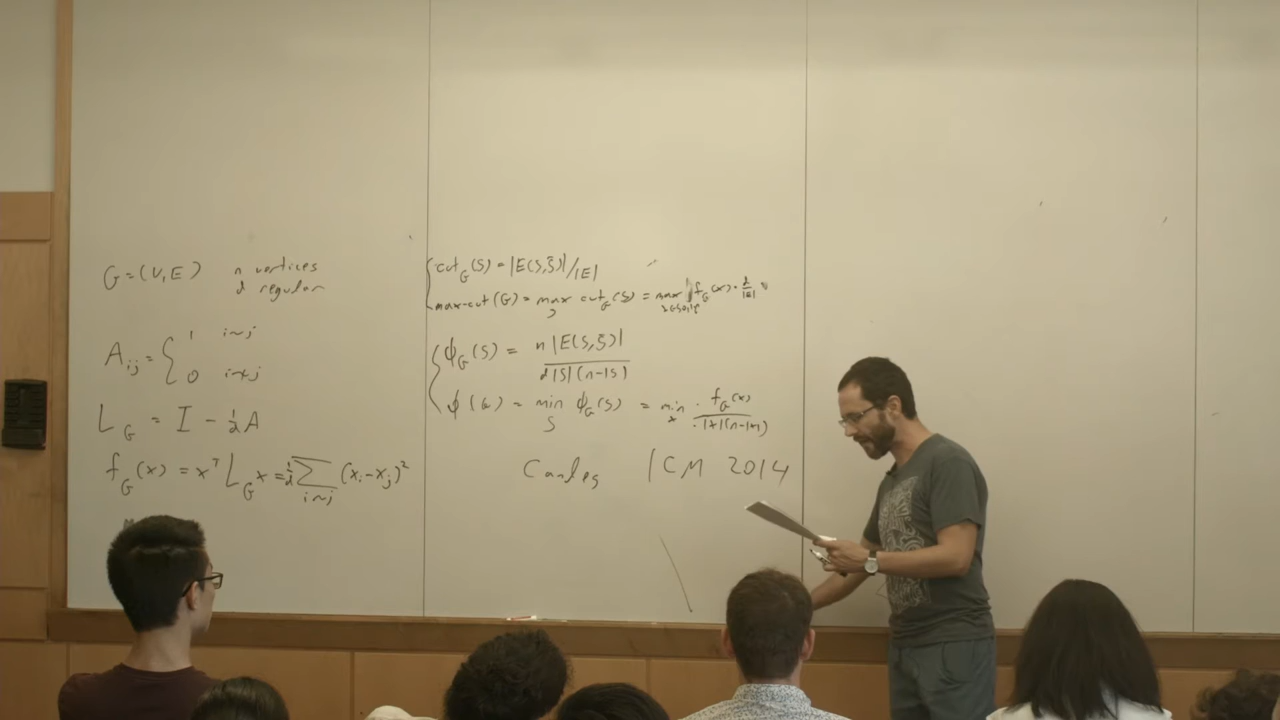 G=(V,E) n vertices
d regular
A_ij = { 1 i~j
0 i≁j
L_G = I - 1/d A
f_G(x) = x^T L_G x = 1/d ∑_{i~j} (x_i-x_j)^2
cut_G(S) = |E(S,S̄)|/|E|
max-cut(G) = max_S cut_G(S) = max f_G(x) · d/|E|
ϕ_G(S) = n|E(S,S̄)| / d|S|(n-|S|)
ϕ(G) = min_S ϕ_G(S) = min_x f_G(x) / |x|(n-|x|)
Candes ICM 2014